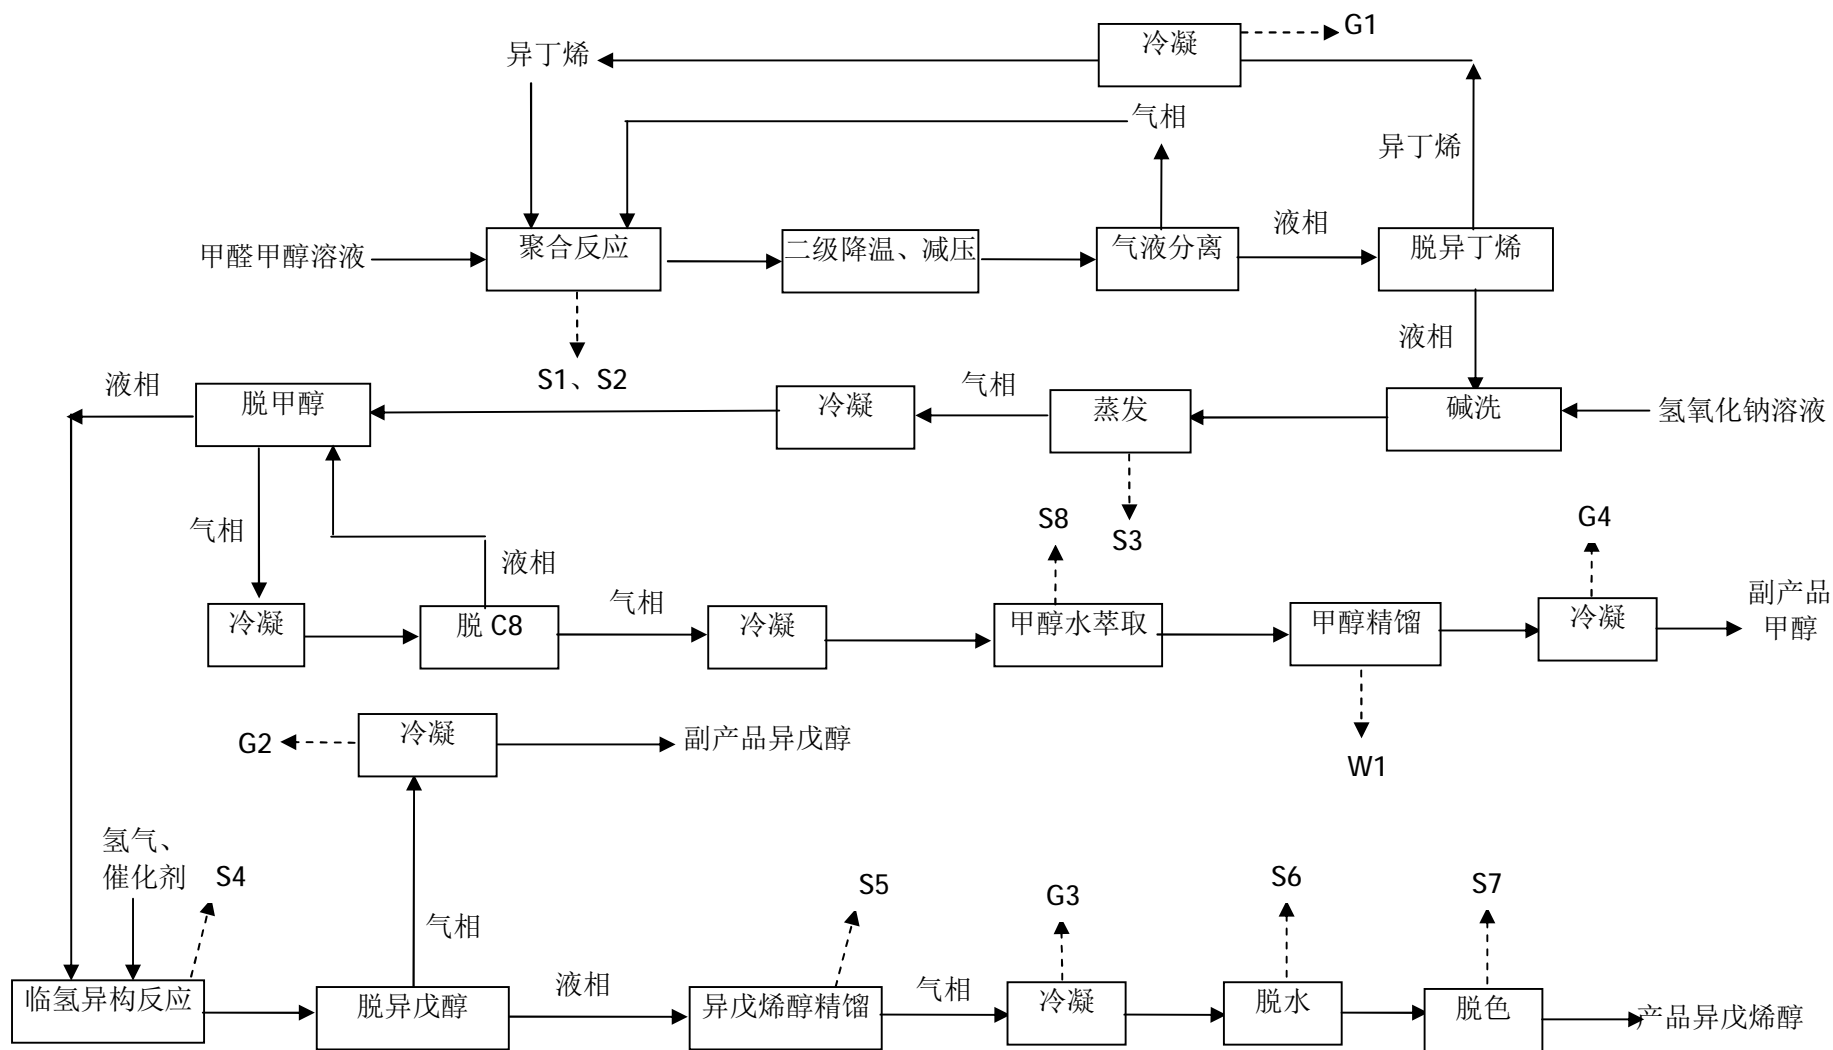 G1
冷凝
异丁烯
气相
异丁烯
液相
甲醛甲醇溶液
聚合反应
二级降温、减压
气液分离
脱异丁烯
液相
S1、S2
液相
脱甲醇
冷凝
气相
蒸发
碱洗
氢氧化钠溶液
气相
液相
S8
S3
G4
冷凝
脱 C8
气相
冷凝
甲醇水萃取
甲醇精馏
冷凝
副产品
甲醇
G2
冷凝
副产品异戊醇
W1
氢气、
催化剂
S4
气相
S5
G3
S6
S7
临氢异构反应
脱异戊醇
液相
异戊烯醇精馏
气相
冷凝
脱水
脱色
产品异戊烯醇